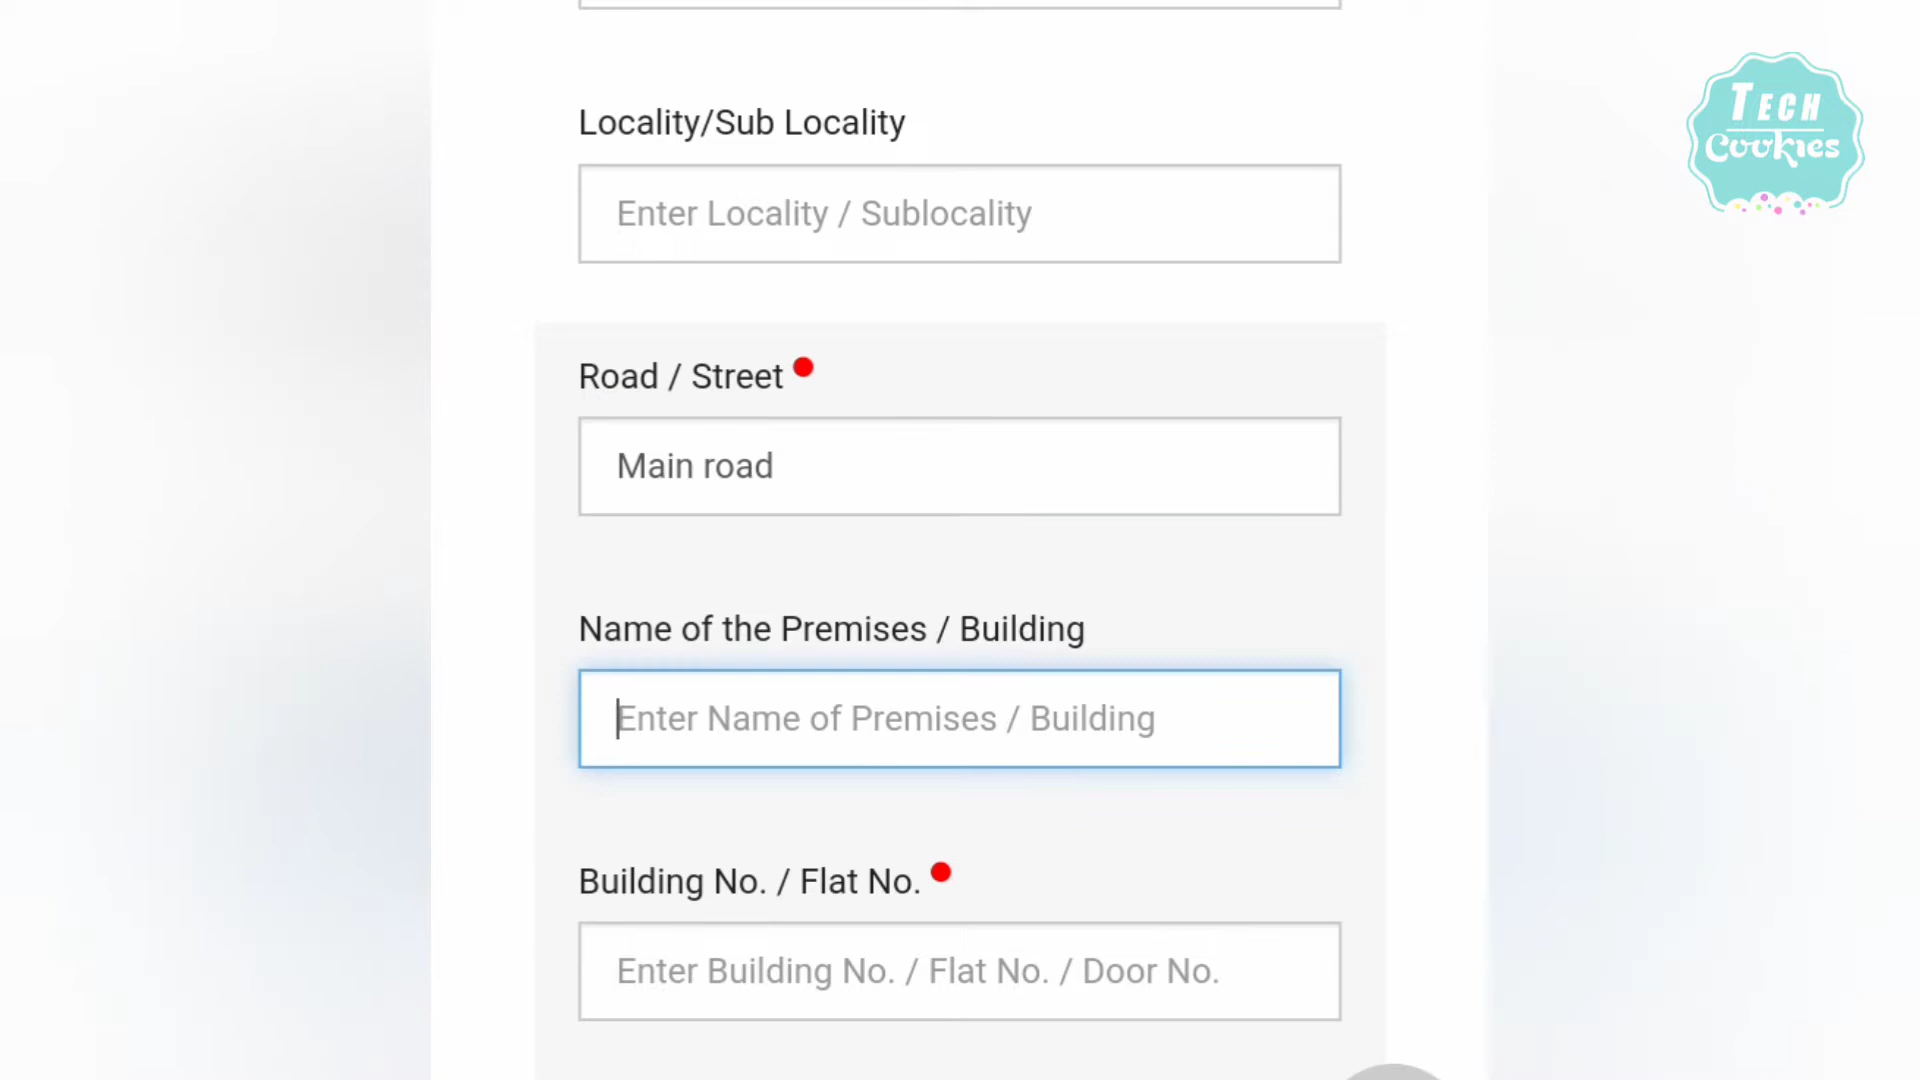 Locality/Sub Locality
Enter Locality / Sublocality
Road / Street
Main road
Name of the Premises / Building
Enter Name of Premises / Building
Building No. / Flat No.
Enter Building No. / Flat No. / Door No.
TECH
Cookies